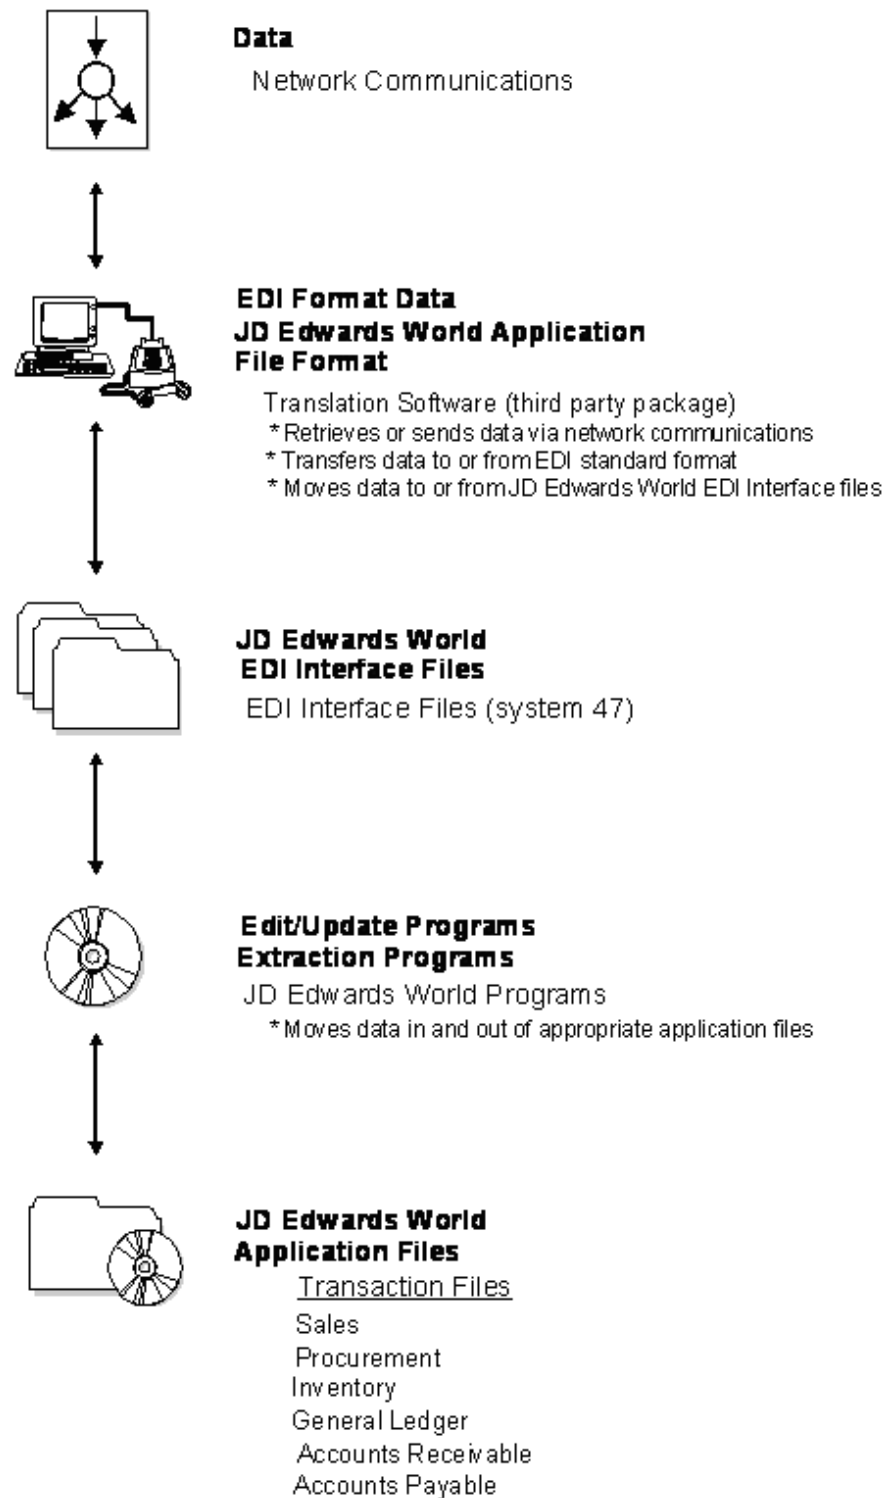 Data
Network Communications
EDI Format Data
JD Edwards World Application
File Format
Translation Software (third party package)
* Retrieves or sends data via network communications
* Transfers data to or from EDI standard format
* Moves data to or from JD Edwards World EDI Interface files
JD Edwards World
EDI Interface Files
EDI Interface Files (system 47)
Edit/Update Programs
Extraction Programs
JD Edwards World Programs
* Moves data in and out of appropriate application files
JD Edwards World
Application Files
Transaction Files
Sales
Procurement
Inventory
General Ledger
Accounts Receivable
Accounts Payable